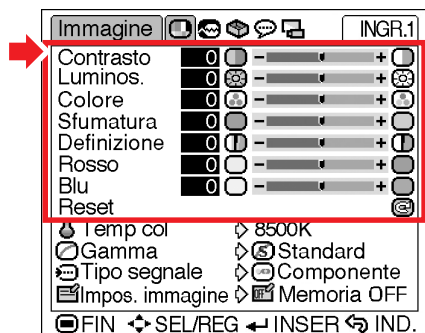 Immagine INGR.1
Contrasto 0 - +
Luminos. 0 - +
Colore 0 - +
Sfumatura 0 - +
Definizione 0 - +
Rosso 0 - +
Blu 0 - +
Reset
Temp col 8500K
Gamma S Standard
Tipo segnale Componente
Impos. immagine OFF Memoria OFF
FIN SEL/REG INSER IND.